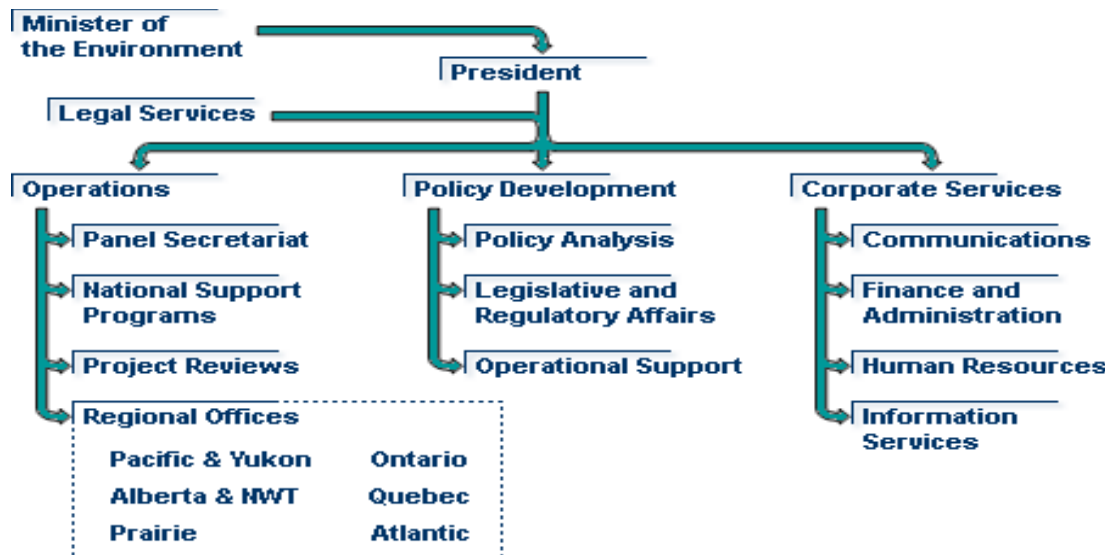 Minister of
the Environment
President
Legal Services
Operations
Policy Development
Corporate Services
Panel Secretariat
Policy Analysis
Communications
National Support
Programs
Legislative and
Regulatory Affairs
Finance and
Administration
Project Reviews
Operational Support
Human Resources
Regional Offices
Information
Services
Pacific & Yukon
Ontario
Alberta & NWT
Quebec
Prairie
Atlantic